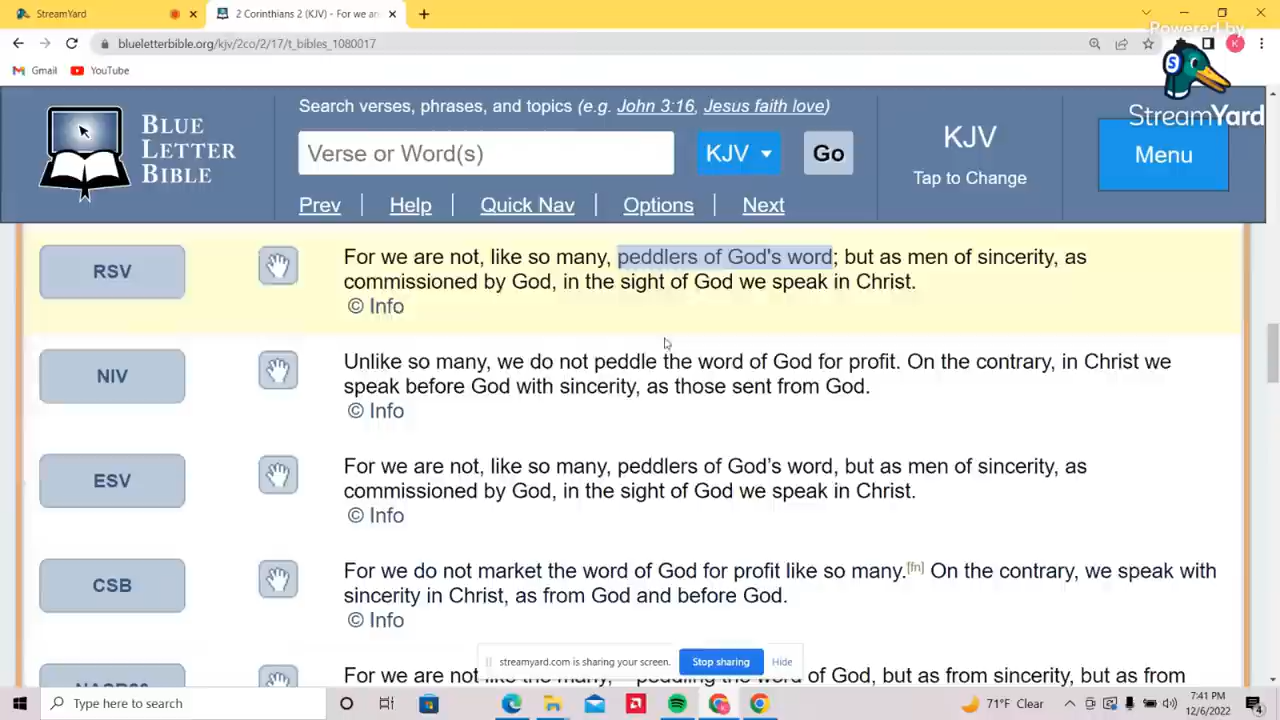 StreamYard
2 Corinthians 2 (KJV) - For we ar
Powered by
StreamYard
blueletterbible.org/kjv/2co/2/17/t_bibles_1080017
Gmail
YouTube
BLUE
LETTER
BIBLE
Search verses, phrases, and topics (e.g. John 3:16, Jesus faith love)
Verse or Word(s)
KJV
Go
Prev
Help
Quick Nav
Options
Next
KJV
Tap to Change
Menu
RSV
For we are not, like so many, peddlers of God's word; but as men of sincerity, as
commissioned by God, in the sight of God we speak in Christ.
© Info
NIV
Unlike so many, we do not peddle the word of God for profit. On the contrary, in Christ we
speak before God with sincerity, as those sent from God.
© Info
ESV
For we are not, like so many, peddlers of God’s word, but as men of sincerity, as
commissioned by God, in the sight of God we speak in Christ.
© Info
CSB
For we do not market the word of God for profit like so many.[fn] On the contrary, we speak with
sincerity in Christ, as from God and before God.
© Info
streamyard.com is sharing your screen.
Stop sharing
Hide
For we are not like the many, peddling the word of God, but as from sincerity, but as from
Type here to search
71°F Clear
7:41 PM
12/6/2022